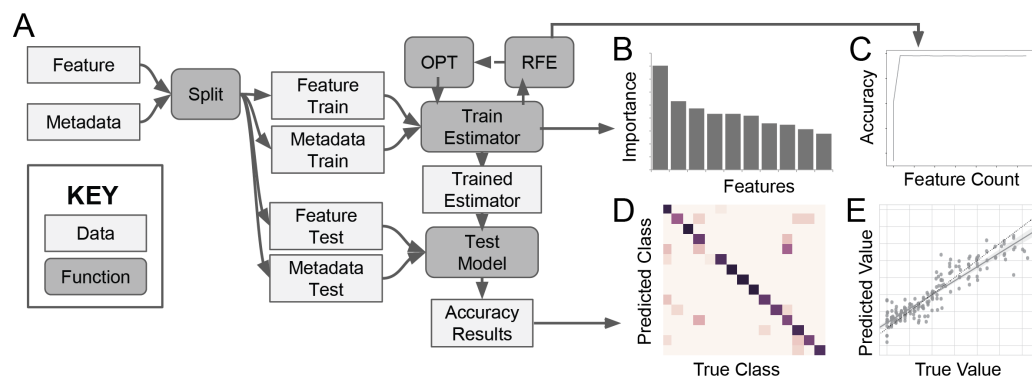 A
Feature
Metadata
Split
Feature
Train
Metadata
Train
OPT
RFE
Train
Estimator
Trained
Estimator
Feature
Test
Metadata
Test
Test
Model
Accuracy
Results
KEY
Data
Function
B
Importance
Features
C
Accuracy
Feature Count
D
Predicted Class
True Class
E
Predicted Value
True Value